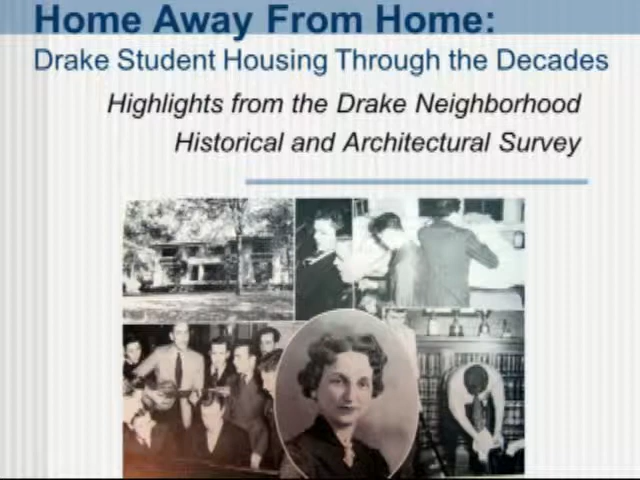 Home Away From Home:
Drake Student Housing Through the Decades
Highlights from the Drake Neighborhood
Historical and Architectural Survey